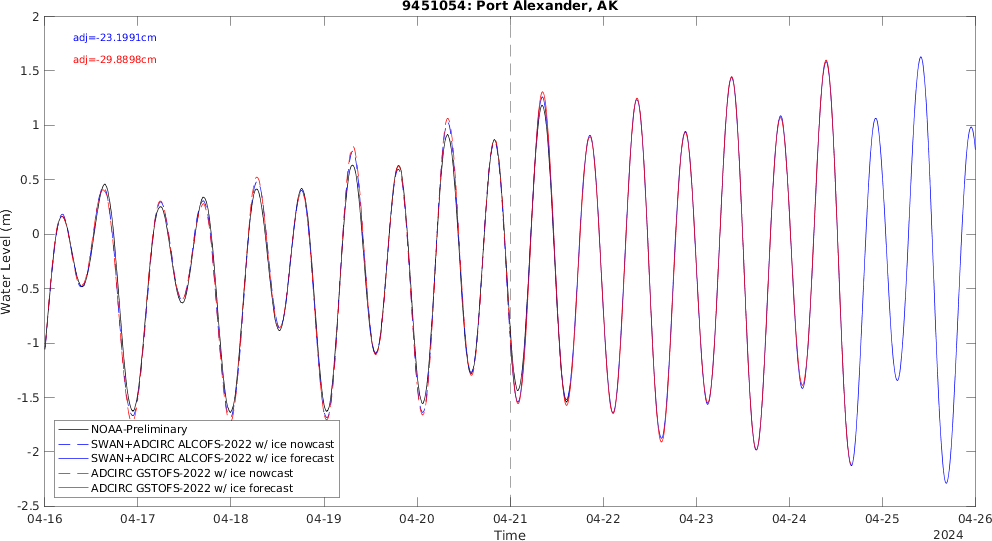 9451054: Port Alexander, AK
adj=-23.1991cm
adj=-29.8898cm
2
1.5
1
0.5
0
-0.5
-1
-1.5
-2
-2.5
Water Level (m)
NOAA-Preliminary
SWAN+ADCIRC ALCOFS-2022 w/ ice nowcast
SWAN+ADCIRC ALCOFS-2022 w/ ice forecast
ADCIRC GSTOFS-2022 w/ ice nowcast
ADCIRC GSTOFS-2022 w/ ice forecast
04-16 04-17 04-18 04-19 04-20 04-21 04-22 04-23 04-24 04-25 04-26
Time
2024